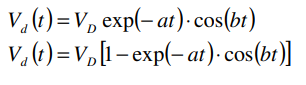 V_d(t)=V_D exp(−at)·cos(bt)
V_d(t)=V_D[1−exp(−at)·cos(bt)]